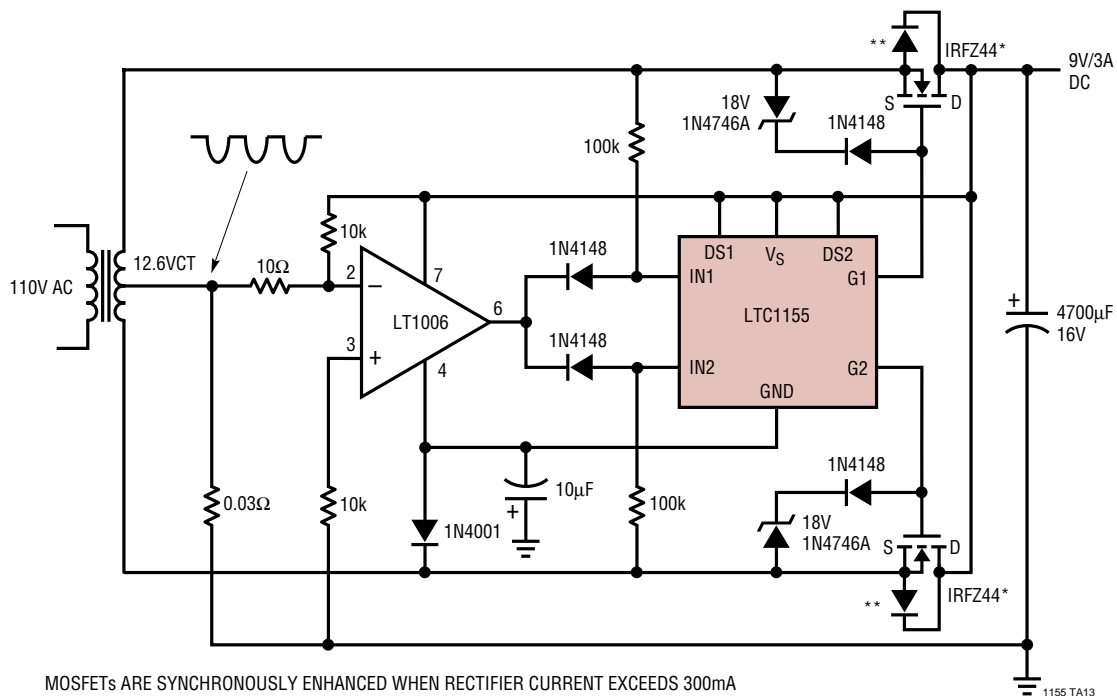 **
IRFZ44*
9V/3A
DC
S
D
18V
1N4746A
1N4148
100k
10k
110V AC
12.6VCT
10Ω
2
7
6
3
4
LT1006
1N4148
1N4148
DS1
VS
DS2
IN1
G1
LTC1155
IN2
G2
GND
+
4700µF
16V
0.03Ω
10k
1N4001
10µF
+
100k
1N4148
18V
1N4746A
S
D
**
IRFZ44*
−
+
MOSFETs ARE SYNCHRONOUSLY ENHANCED WHEN RECTIFIER CURRENT EXCEEDS 300mA
1155 TA13